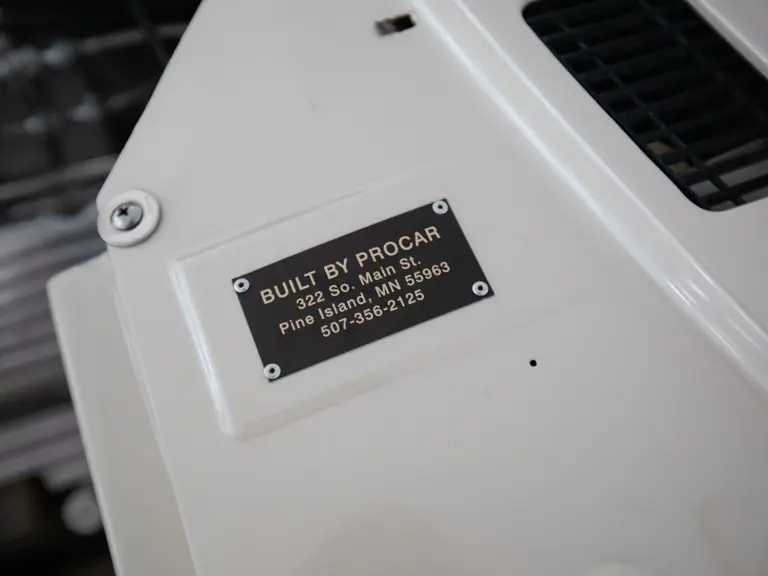 BUILT BY PROCAR
322 So. Main St.
Pine Island, MN 55963
507-356-2125